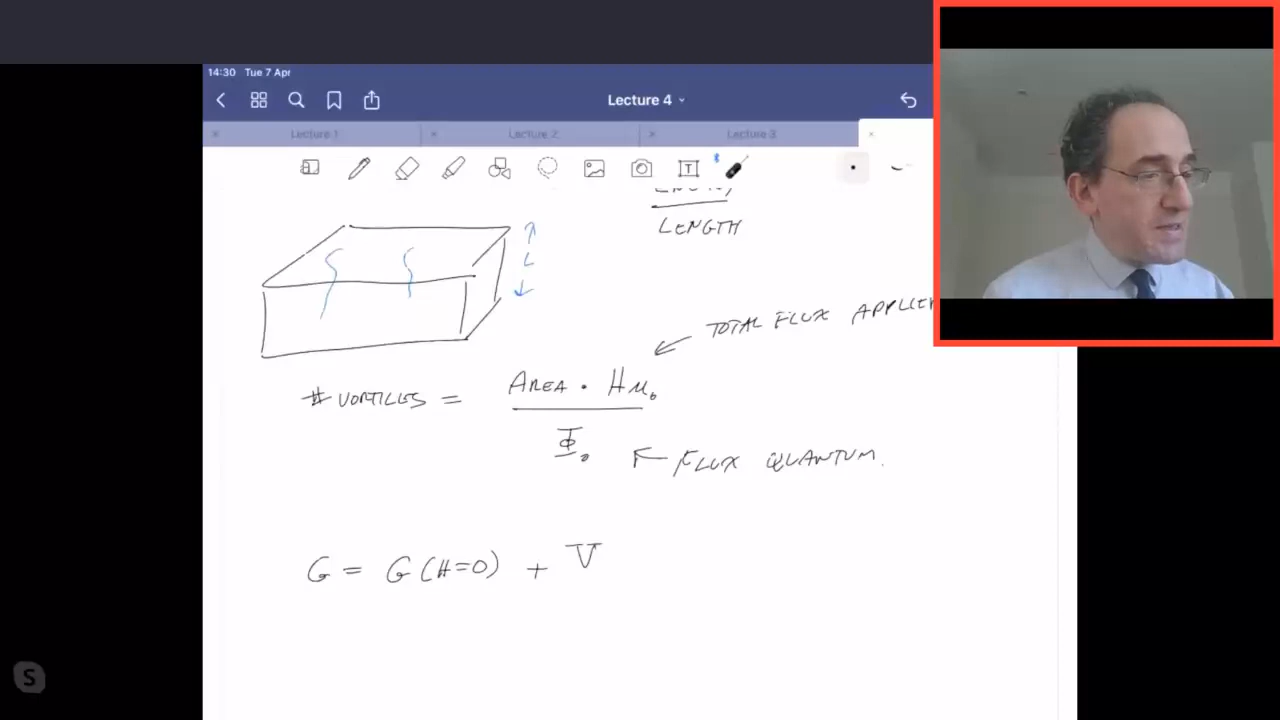 14:30 Tue 7 Apr
Lecture 4
Lecture 1
Lecture 2
Lecture 3
T
LENGTH
L
TOTAL FLUX APPLIED
# VORTICES = AREA · Hμ₀
Φ₀
FLUX QUANTUM.
G = G(H=0) + V
S